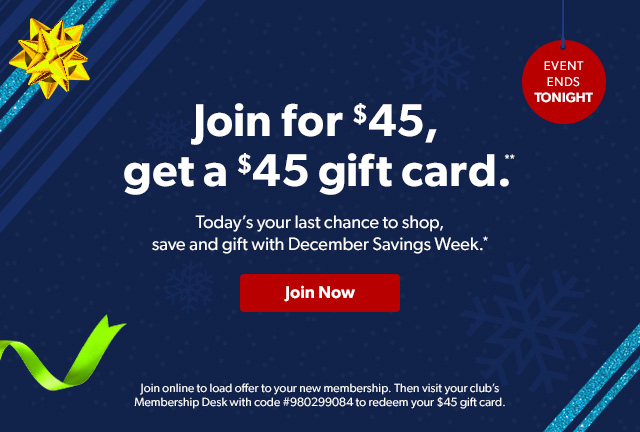 EVENT
ENDS
TONIGHT
Join for $45,
get a $45 gift card.**
Today's your last chance to shop,
save and gift with December Savings Week.*
Join Now
Join online to load offer to your new membership. Then visit your club's
Membership Desk with code #980299084 to redeem your $45 gift card.